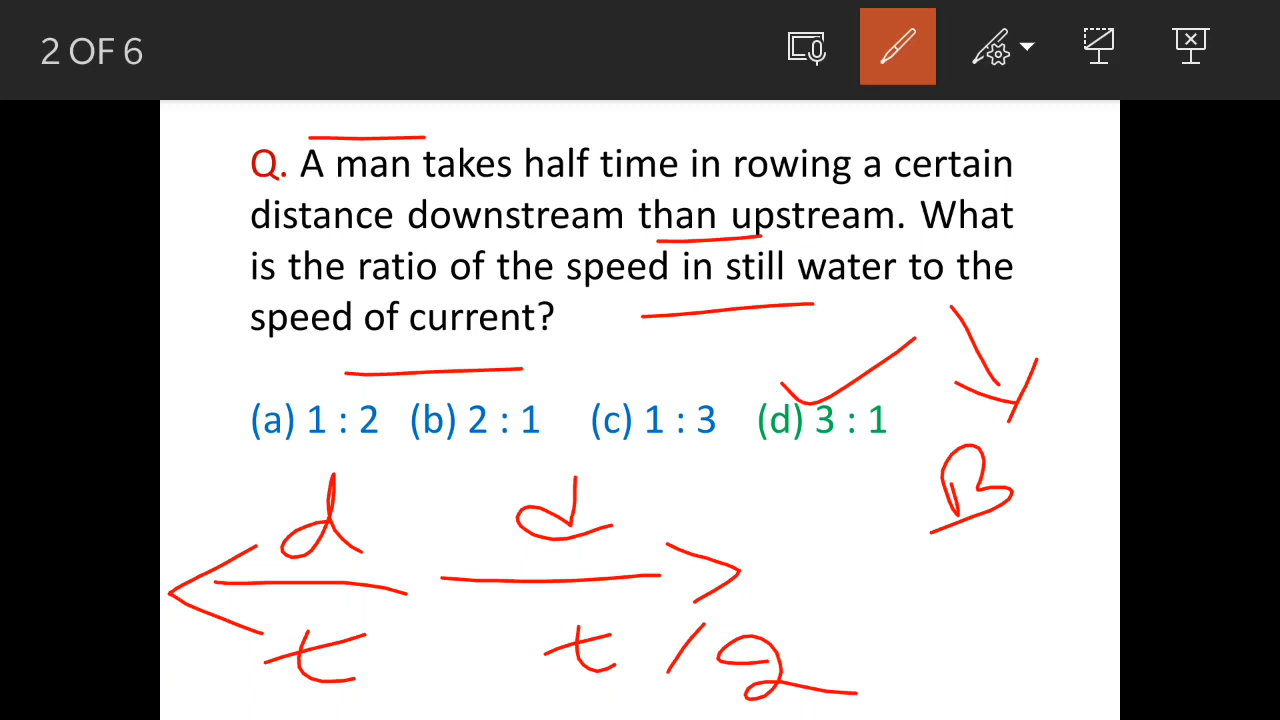 2 OF 6
Q. A man takes half time in rowing a certain
distance downstream than upstream. What
is the ratio of the speed in still water to the
speed of current?
(a) 1 : 2 (b) 2 : 1 (c) 1 : 3 (d) 3 : 1
B
d d
t t/2